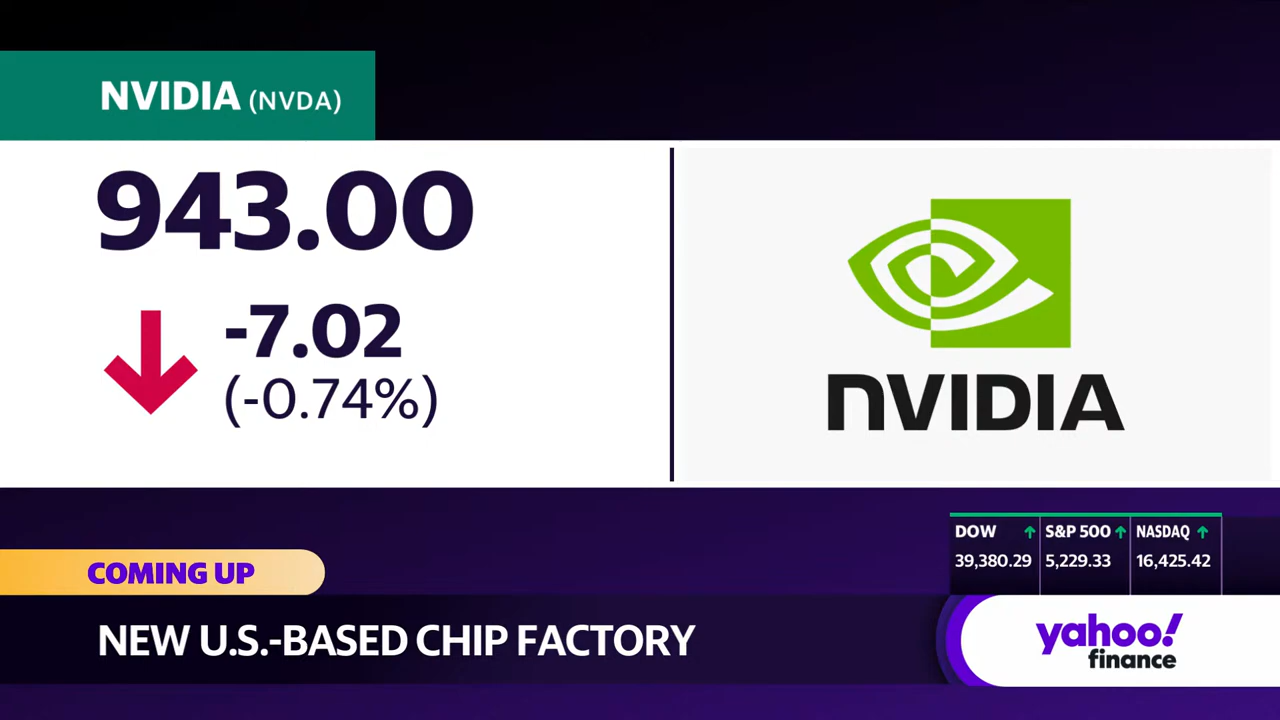 NVIDIA (NVDA)
943.00
-7.02
(-0.74%)
NVIDIA
DOW
39,380.29
S&P 500
5,229.33
NASDAQ
16,425.42
COMING UP
NEW U.S.-BASED CHIP FACTORY
yahoo!
finance